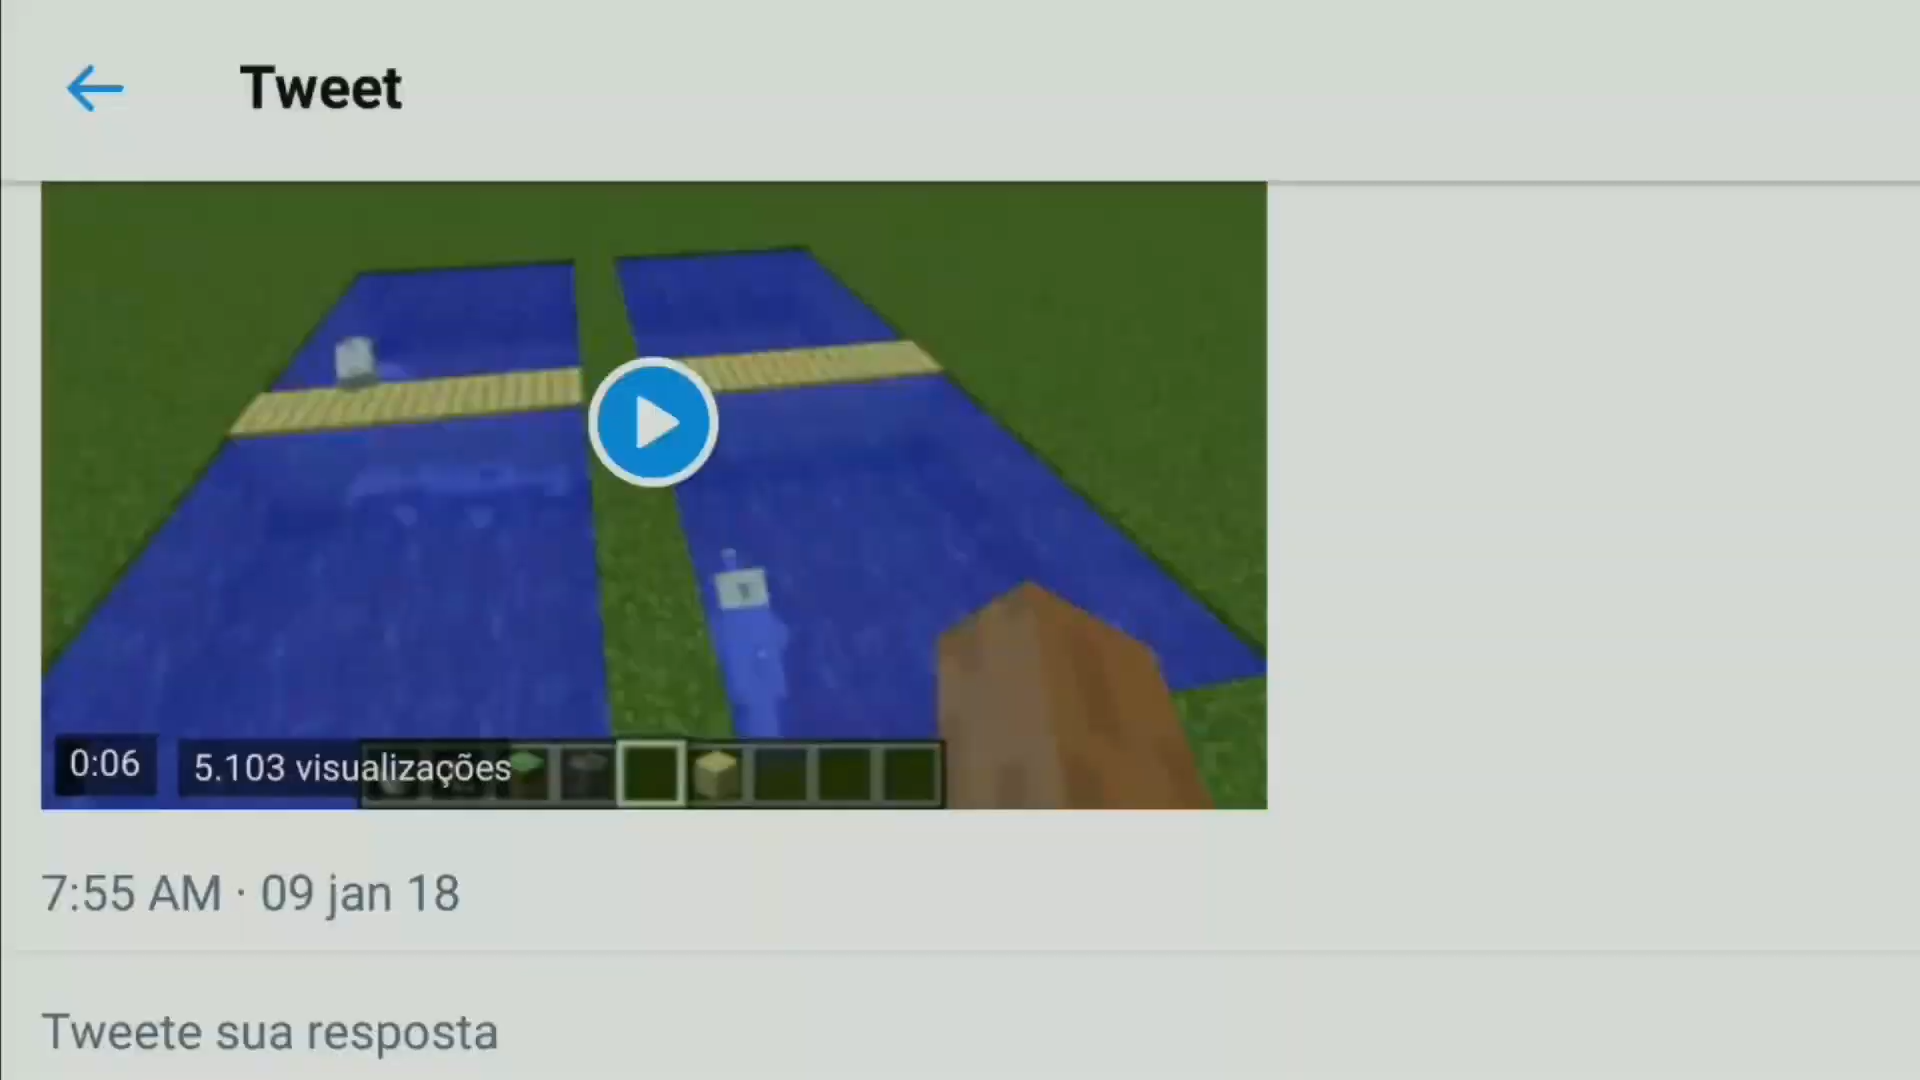 Tweet
0:06
5.103 visualizações
7:55 AM · 09 jan 18
Tweete sua resposta